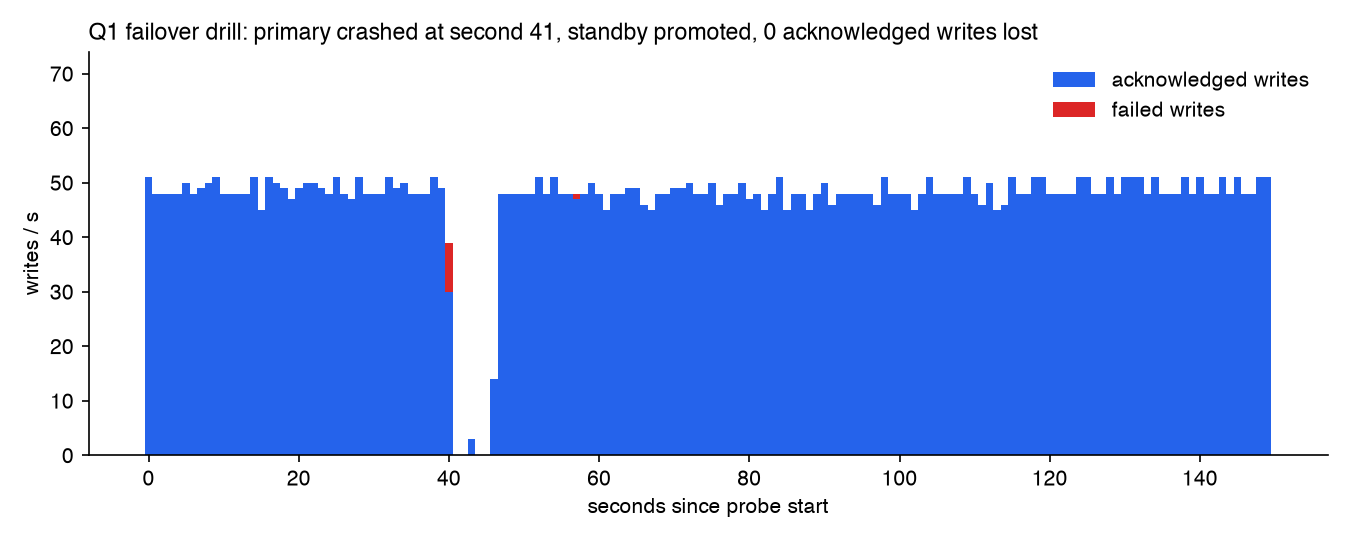 Q1 failover drill: primary crashed at second 41, standby promoted, 0 acknowledged writes lost
acknowledged writes
failed writes
writes / s
70
60
50
40
30
20
10
0
0 20 40 60 80 100 120 140
seconds since probe start